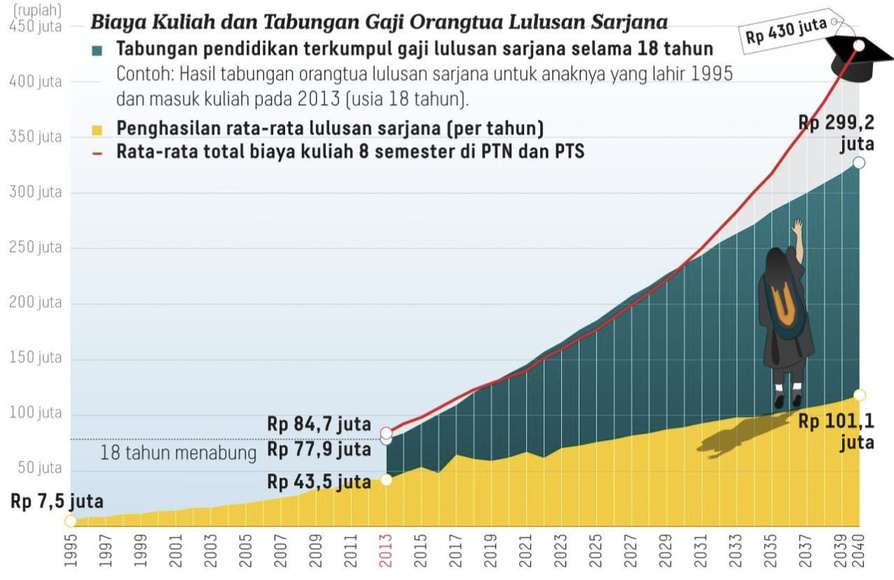 (rupiah)
Biaya Kuliah dan Tabungan Gaji Orangtua Lulusan Sarjana
Tabungan pendidikan terkumpul gaji lulusan sarjana selama 18 tahun
Contoh: Hasil tabungan orangtua lulusan sarjana untuk anaknya yang lahir 1995
dan masuk kuliah pada 2013 (usia 18 tahun).
Penghasilan rata-rata lulusan sarjana (per tahun)
Rata-rata total biaya kuliah 8 semester di PTN dan PTS
450 juta
400 juta
350 juta
300 juta
250 juta
200 juta
150 juta
100 juta
50 juta
Rp 430 juta
Rp 299,2
juta
Rp 84,7 juta
18 tahun menabung
Rp 77,9 juta
Rp 43,5 juta
Rp 101,1
juta
Rp 7,5 juta
1995
1997
1999
2001
2003
2005
2007
2009
2011
2013
2015
2017
2019
2021
2023
2025
2027
2029
2031
2033
2035
2037
2039
2040